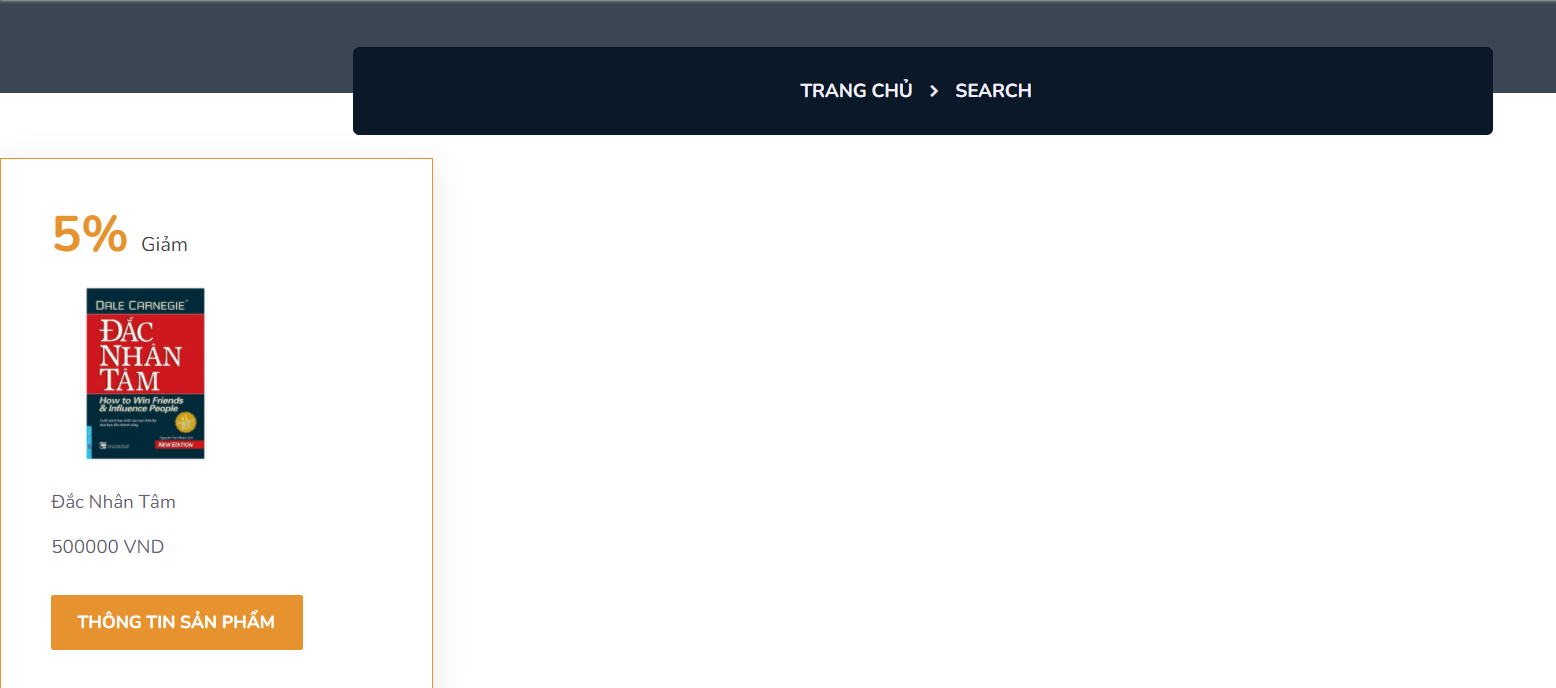 TRANG CHỦ > SEARCH
5% Giảm
DALE CARNEGIE
ĐẮC
NHÂN
TÂM
How to Win Friends
& Influence People
NEW EDITION
Đắc Nhân Tâm
500000 VND
THÔNG TIN SẢN PHẨM